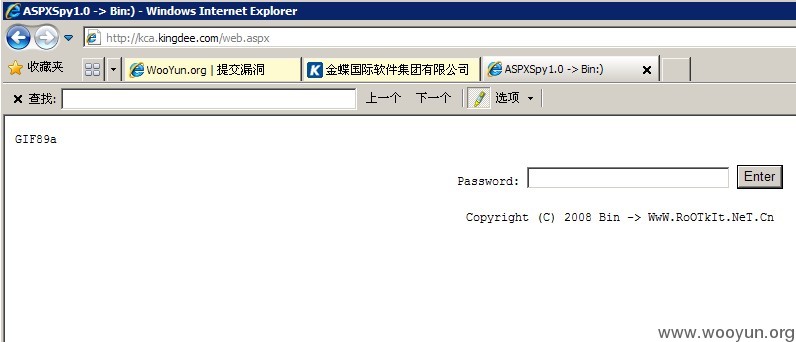 ASPXSpy1.0 -> Bin:) - Windows Internet Explorer
http://kca.kingdee.com/web.aspx
收藏夹 WooYun.org | 提交漏洞 金蝶国际软件集团有限公司 ASPXSpy1.0 -> Bin:)
查找: 上一个 下一个 选项
GIF89a
Password: Enter
Copyright (C) 2008 Bin -> WwW.RoOTkIt.NeT.Cn
www.wooyun.org